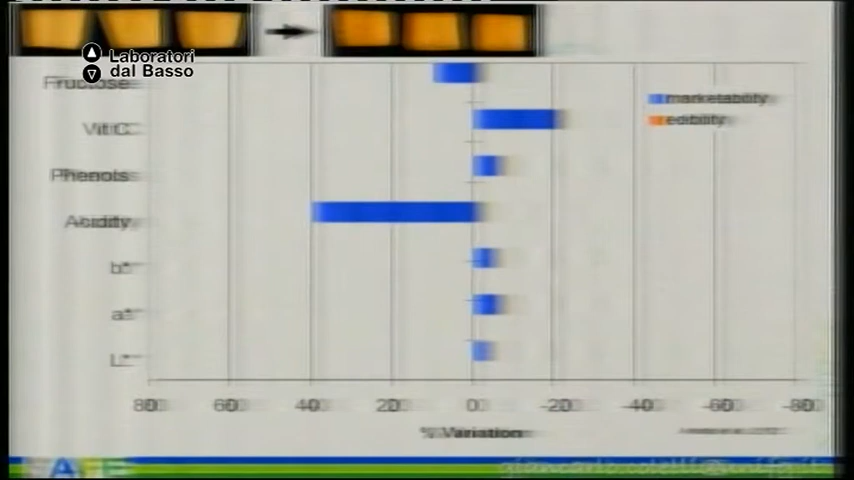 Laboratori
dal Basso
Fructose
Vit C
Phenols
Acidity
b*
a*
L*
marketability
edibility
80 60 40 20 0 -20 -40 -60 -80
% Variation